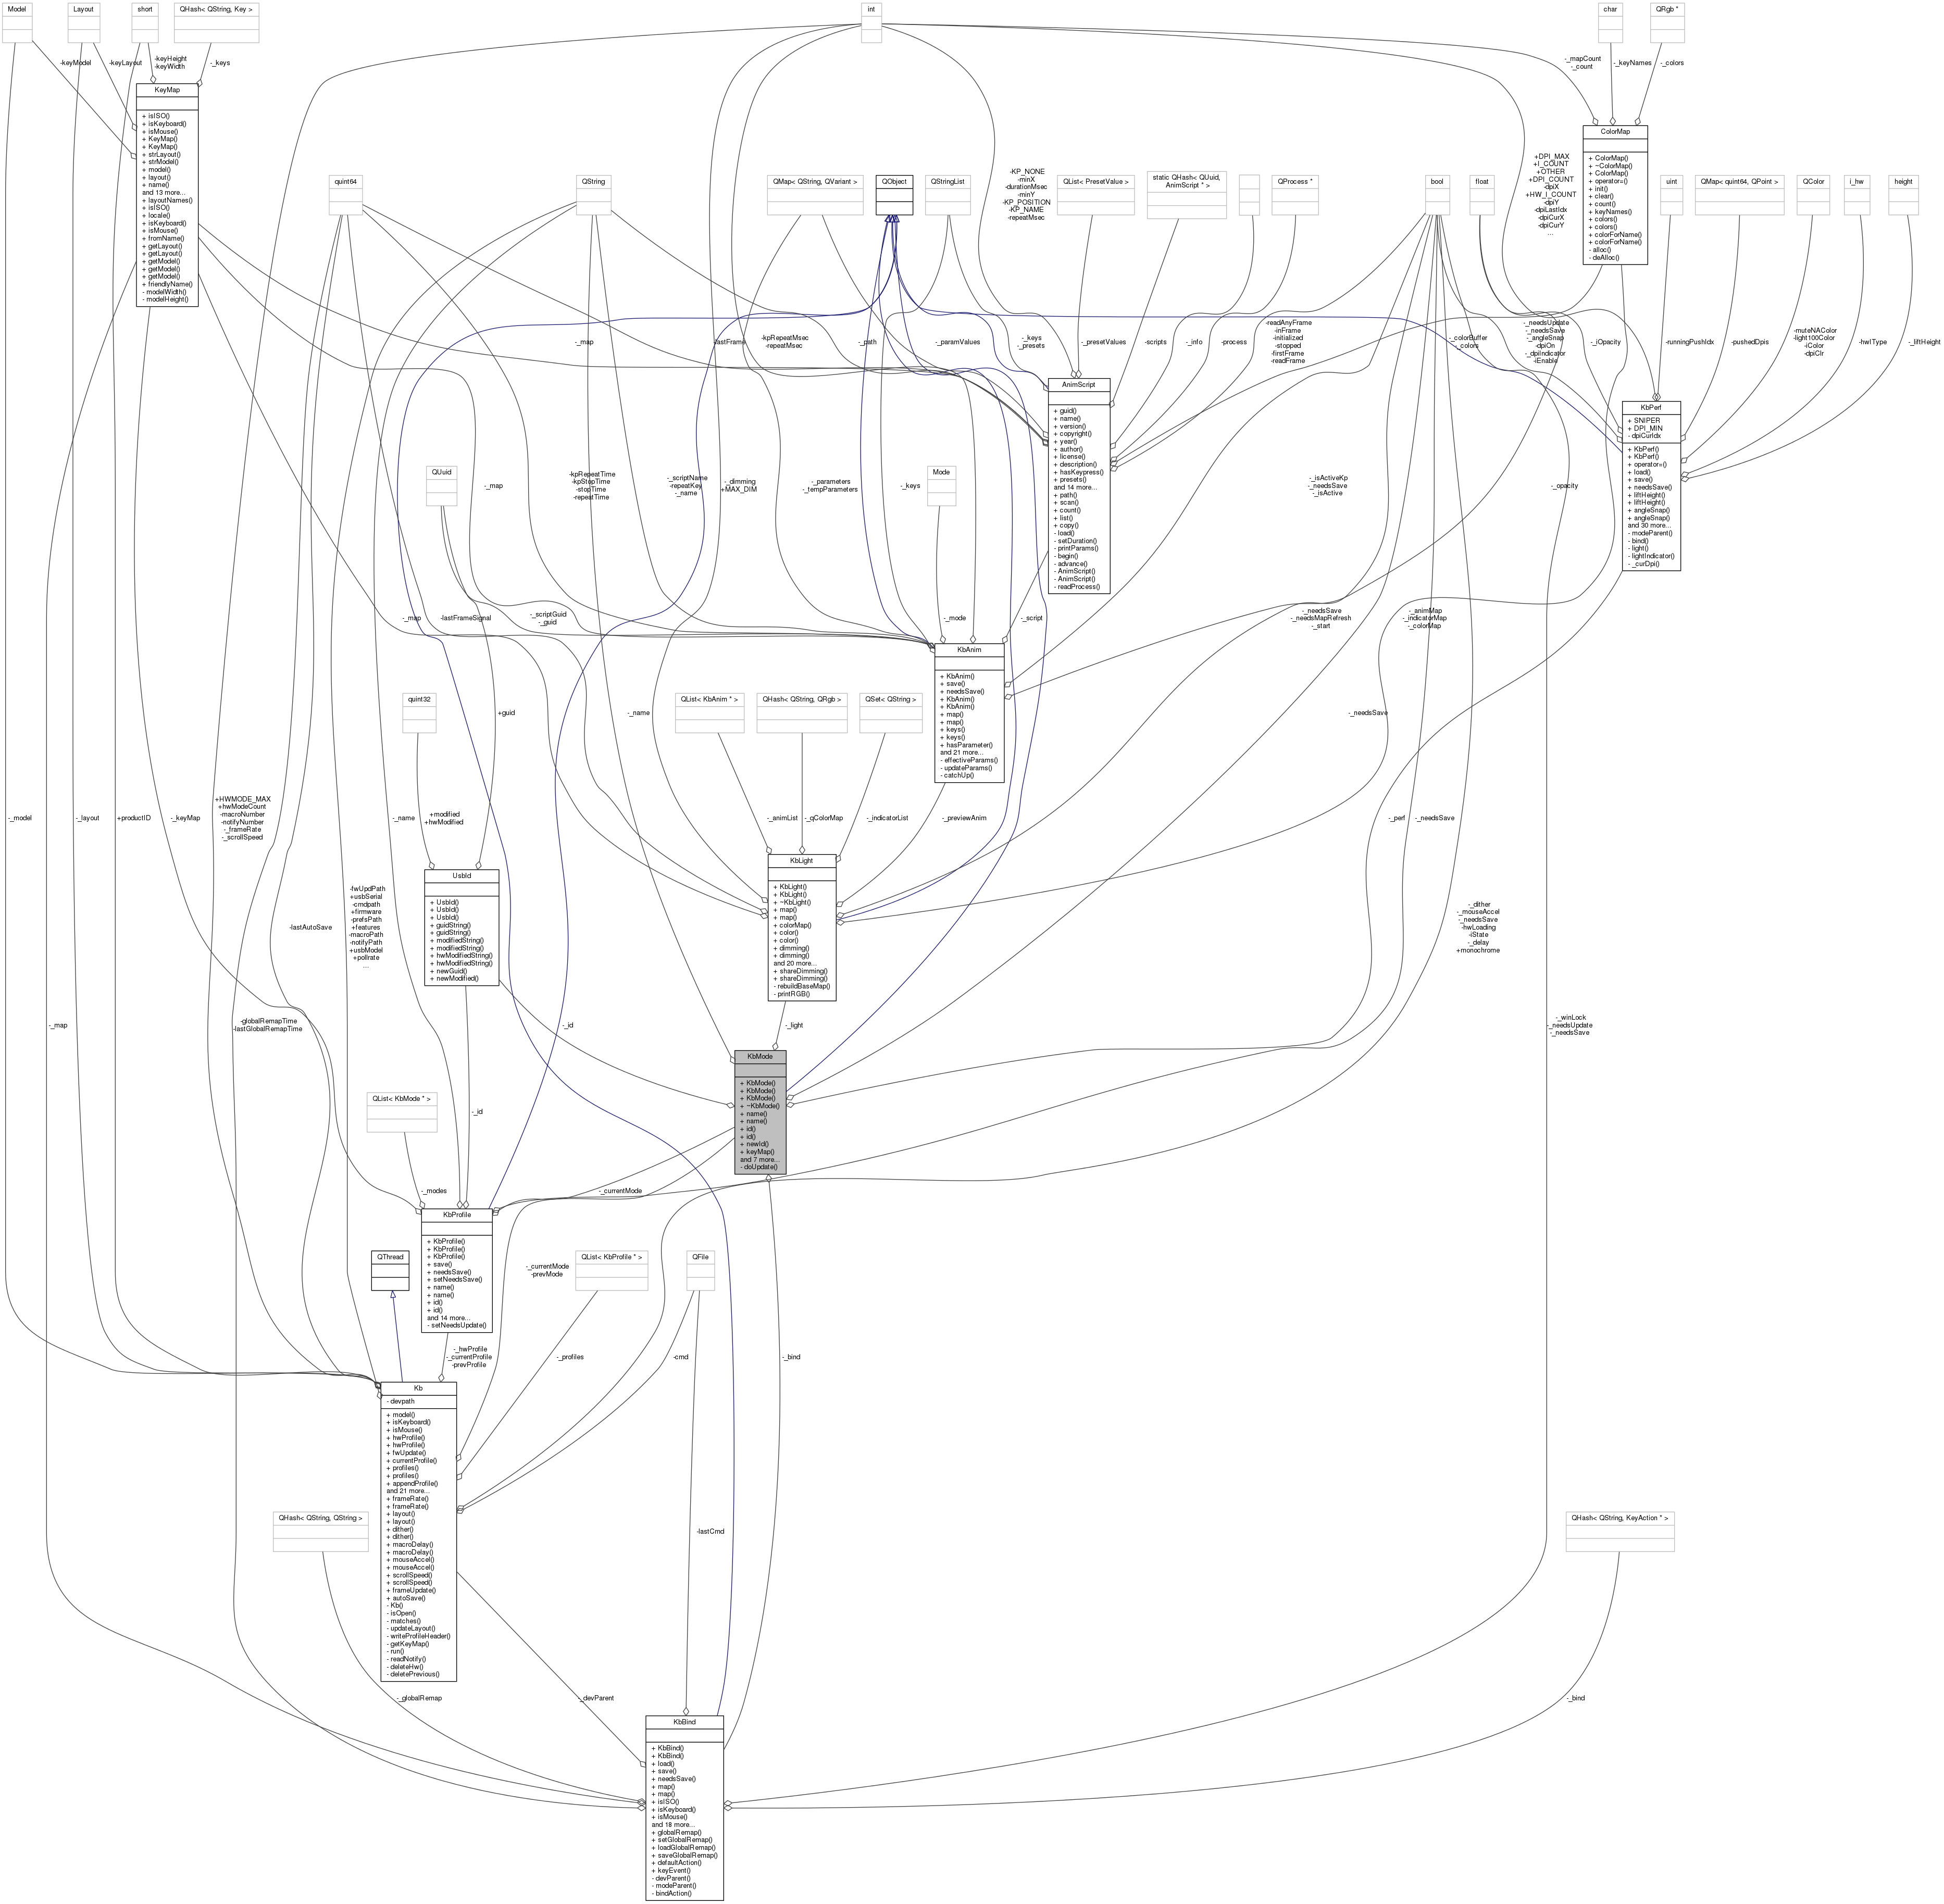 Model
Layout
short
QHash< QString, Key >
int
char
QRgb *
-keyModel
-keyLayout
-keyHeight
-keyWidth
-_keys
-_mapCount
-_count
-_keyNames
-_colors
KeyMap
+ isISO()
+ isKeyboard()
+ isMouse()
+ KeyMap()
+ KeyMap()
+ strLayout()
+ strModel()
+ model()
+ layout()
+ name()
and 13 more...
+ layoutNames()
+ isISO()
+ locale()
+ isKeyboard()
+ isMouse()
+ fromName()
+ getLayout()
+ getLayout()
+ getModel()
+ getModel()
+ getModel()
+ friendlyName()
- modelWidth()
- modelHeight()
ColorMap
+ ColorMap()
+ ~ColorMap()
+ ColorMap()
+ operator=()
+ init()
+ clear()
+ count()
+ keyNames()
+ colors()
+ colors()
+ colorForName()
+ colorForName()
- alloc()
- deAlloc()
quint64
QString
QMap< QString, QVariant >
QObject
QStringList
-KP_NONE
-minX
-durationMsec
-minY
-KP_POSITION
-KP_NAME
-repeatMsec
QList< PresetValue >
static QHash< QUuid,
AnimScript * >
QProcess *
bool
float
+DPI_MAX
+I_COUNT
+OTHER
+DPI_COUNT
-dpiX
+HW_I_COUNT
-dpiY
-dpiLastIdx
-dpiCurX
-dpiCurY
...
uint
QMap< quint64, QPoint >
QColor
i_hw
height
-_map
-kpRepeatMsec
-repeatMsec
-_path
-_paramValues
-_keys
-_presets
-_presetValues
-scripts
-_info
-process
-readAnyFrame
-inFrame
-initialized
-stopped
-firstFrame
-readFrame
-_colorBuffer
-_colors
-_needsUpdate
-_needsSave
-_angleSnap
-dpiOn
-_dpiIndicator
-iEnable
-_iOpacity
-runningPushIdx
-pushedDpis
-muteNAColor
-light100Color
-iColor
-dpiClr
-hwIType
-_liftHeight
AnimScript
+ guid()
+ name()
+ version()
+ copyright()
+ year()
+ author()
+ license()
+ description()
+ hasKeypress()
+ presets()
and 14 more...
+ path()
+ scan()
+ count()
+ list()
+ copy()
- load()
- setDuration()
- printParams()
- begin()
- advance()
- AnimScript()
- AnimScript()
- readProcess()
KbPerf
+ SNIPER
+ DPI_MIN
- dpiCurIdx
+ KbPerf()
+ KbPerf()
+ operator=()
+ load()
+ save()
+ needsSave()
+ liftHeight()
+ liftHeight()
+ angleSnap()
+ angleSnap()
and 30 more...
- modeParent()
- bind()
- light()
- lightIndicator()
- _curDpi()
QUuid
Mode
-_map
-kpRepeatTime
-kpStopTime
-stopTime
-repeatTime
-_scriptName
-repeatKey
-_name
-_dimming
+MAX_DIM
-_parameters
-_tempParameters
-_keys
-_isActiveKp
-_needsSave
-_isActive
-_opacity
-_map
-lastFrameSignal
-_scriptGuid
-_guid
-_mode
-_script
-_needsSave
-_needsMapRefresh
-_start
-_animMap
-_indicatorMap
-_colorMap
KbAnim
+ KbAnim()
+ save()
+ needsSave()
+ KbAnim()
+ KbAnim()
+ map()
+ map()
+ keys()
+ keys()
+ hasParameter()
and 21 more...
- effectiveParams()
- updateParams()
- catchUp()
quint32
QList< KbAnim * >
QHash< QString, QRgb >
QSet< QString >
+guid
-_name
-_needsSave
-_model
-_layout
+productID
-_keyMap
+HWMODE_MAX
+hwModeCount
-macroNumber
-notifyNumber
-_frameRate
-_scrollSpeed
-_name
+modified
+hwModified
-_animList
-_qColorMap
-_indicatorList
-_previewAnim
-_perf
-_needsSave
UsbId
+ UsbId()
+ UsbId()
+ UsbId()
+ guidString()
+ guidString()
+ modifiedString()
+ modifiedString()
+ hwModifiedString()
+ hwModifiedString()
+ newGuid()
+ newModified()
KbLight
+ KbLight()
+ KbLight()
+ ~KbLight()
+ map()
+ map()
+ colorMap()
+ color()
+ color()
+ dimming()
+ dimming()
and 20 more...
+ shareDimming()
+ shareDimming()
- rebuildBaseMap()
- printRGB()
-lastAutoSave
-fwUpdPath
+usbSerial
-cmdpath
+firmware
-prefsPath
+features
-macroPath
-notifyPath
+usbModel
+pollrate
...
-_dither
-_mouseAccel
-_needsSave
-hwLoading
-iState
-_delay
+monochrome
-_map
-globalRemapTime
-lastGlobalRemapTime
-_id
-_light
-_winLock
-_needsUpdate
-_needsSave
KbMode
+ KbMode()
+ KbMode()
+ KbMode()
+ ~KbMode()
+ name()
+ name()
+ id()
+ id()
+ newId()
+ keyMap()
and 7 more...
- doUpdate()
QList< KbMode * >
-_id
-_modes
-_currentMode
KbProfile
+ KbProfile()
+ KbProfile()
+ KbProfile()
+ save()
+ needsSave()
+ setNeedsSave()
+ name()
+ name()
+ id()
+ id()
and 14 more...
- setNeedsUpdate()
QThread
-_currentMode
-prevMode
QList< KbProfile * >
QFile
-_hwProfile
-_currentProfile
-prevProfile
-_profiles
-cmd
-_bind
Kb
- devpath
+ model()
+ isKeyboard()
+ isMouse()
+ hwProfile()
+ hwProfile()
+ fwUpdate()
+ currentProfile()
+ profiles()
+ profiles()
+ appendProfile()
and 21 more...
+ frameRate()
+ frameRate()
+ layout()
+ layout()
+ dither()
+ dither()
+ macroDelay()
+ macroDelay()
+ mouseAccel()
+ mouseAccel()
+ scrollSpeed()
+ scrollSpeed()
+ frameUpdate()
+ autoSave()
- Kb()
- isOpen()
- matches()
- updateLayout()
- writeProfileHeader()
- getKeyMap()
- run()
- readNotify()
- deleteHw()
- deletePrevious()
QHash< QString, QString >
-lastCmd
QHash< QString, KeyAction * >
-_globalRemap
-_devParent
-_bind
KbBind
+ KbBind()
+ KbBind()
+ load()
+ save()
+ needsSave()
+ map()
+ map()
+ isISO()
+ isKeyboard()
+ isMouse()
and 18 more...
+ globalRemap()
+ setGlobalRemap()
+ loadGlobalRemap()
+ saveGlobalRemap()
+ defaultAction()
+ keyEvent()
- devParent()
- modeParent()
- bindAction()